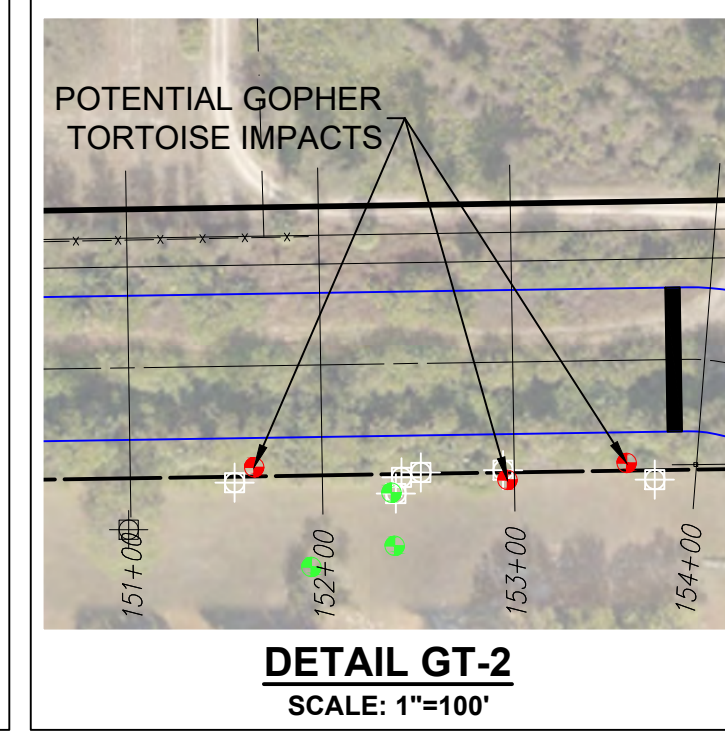 POTENTIAL GOPHER
TORTOISE IMPACTS
x x x x x x
151+00
152+00
153+00
154+00
DETAIL GT-2
SCALE: 1"=100'